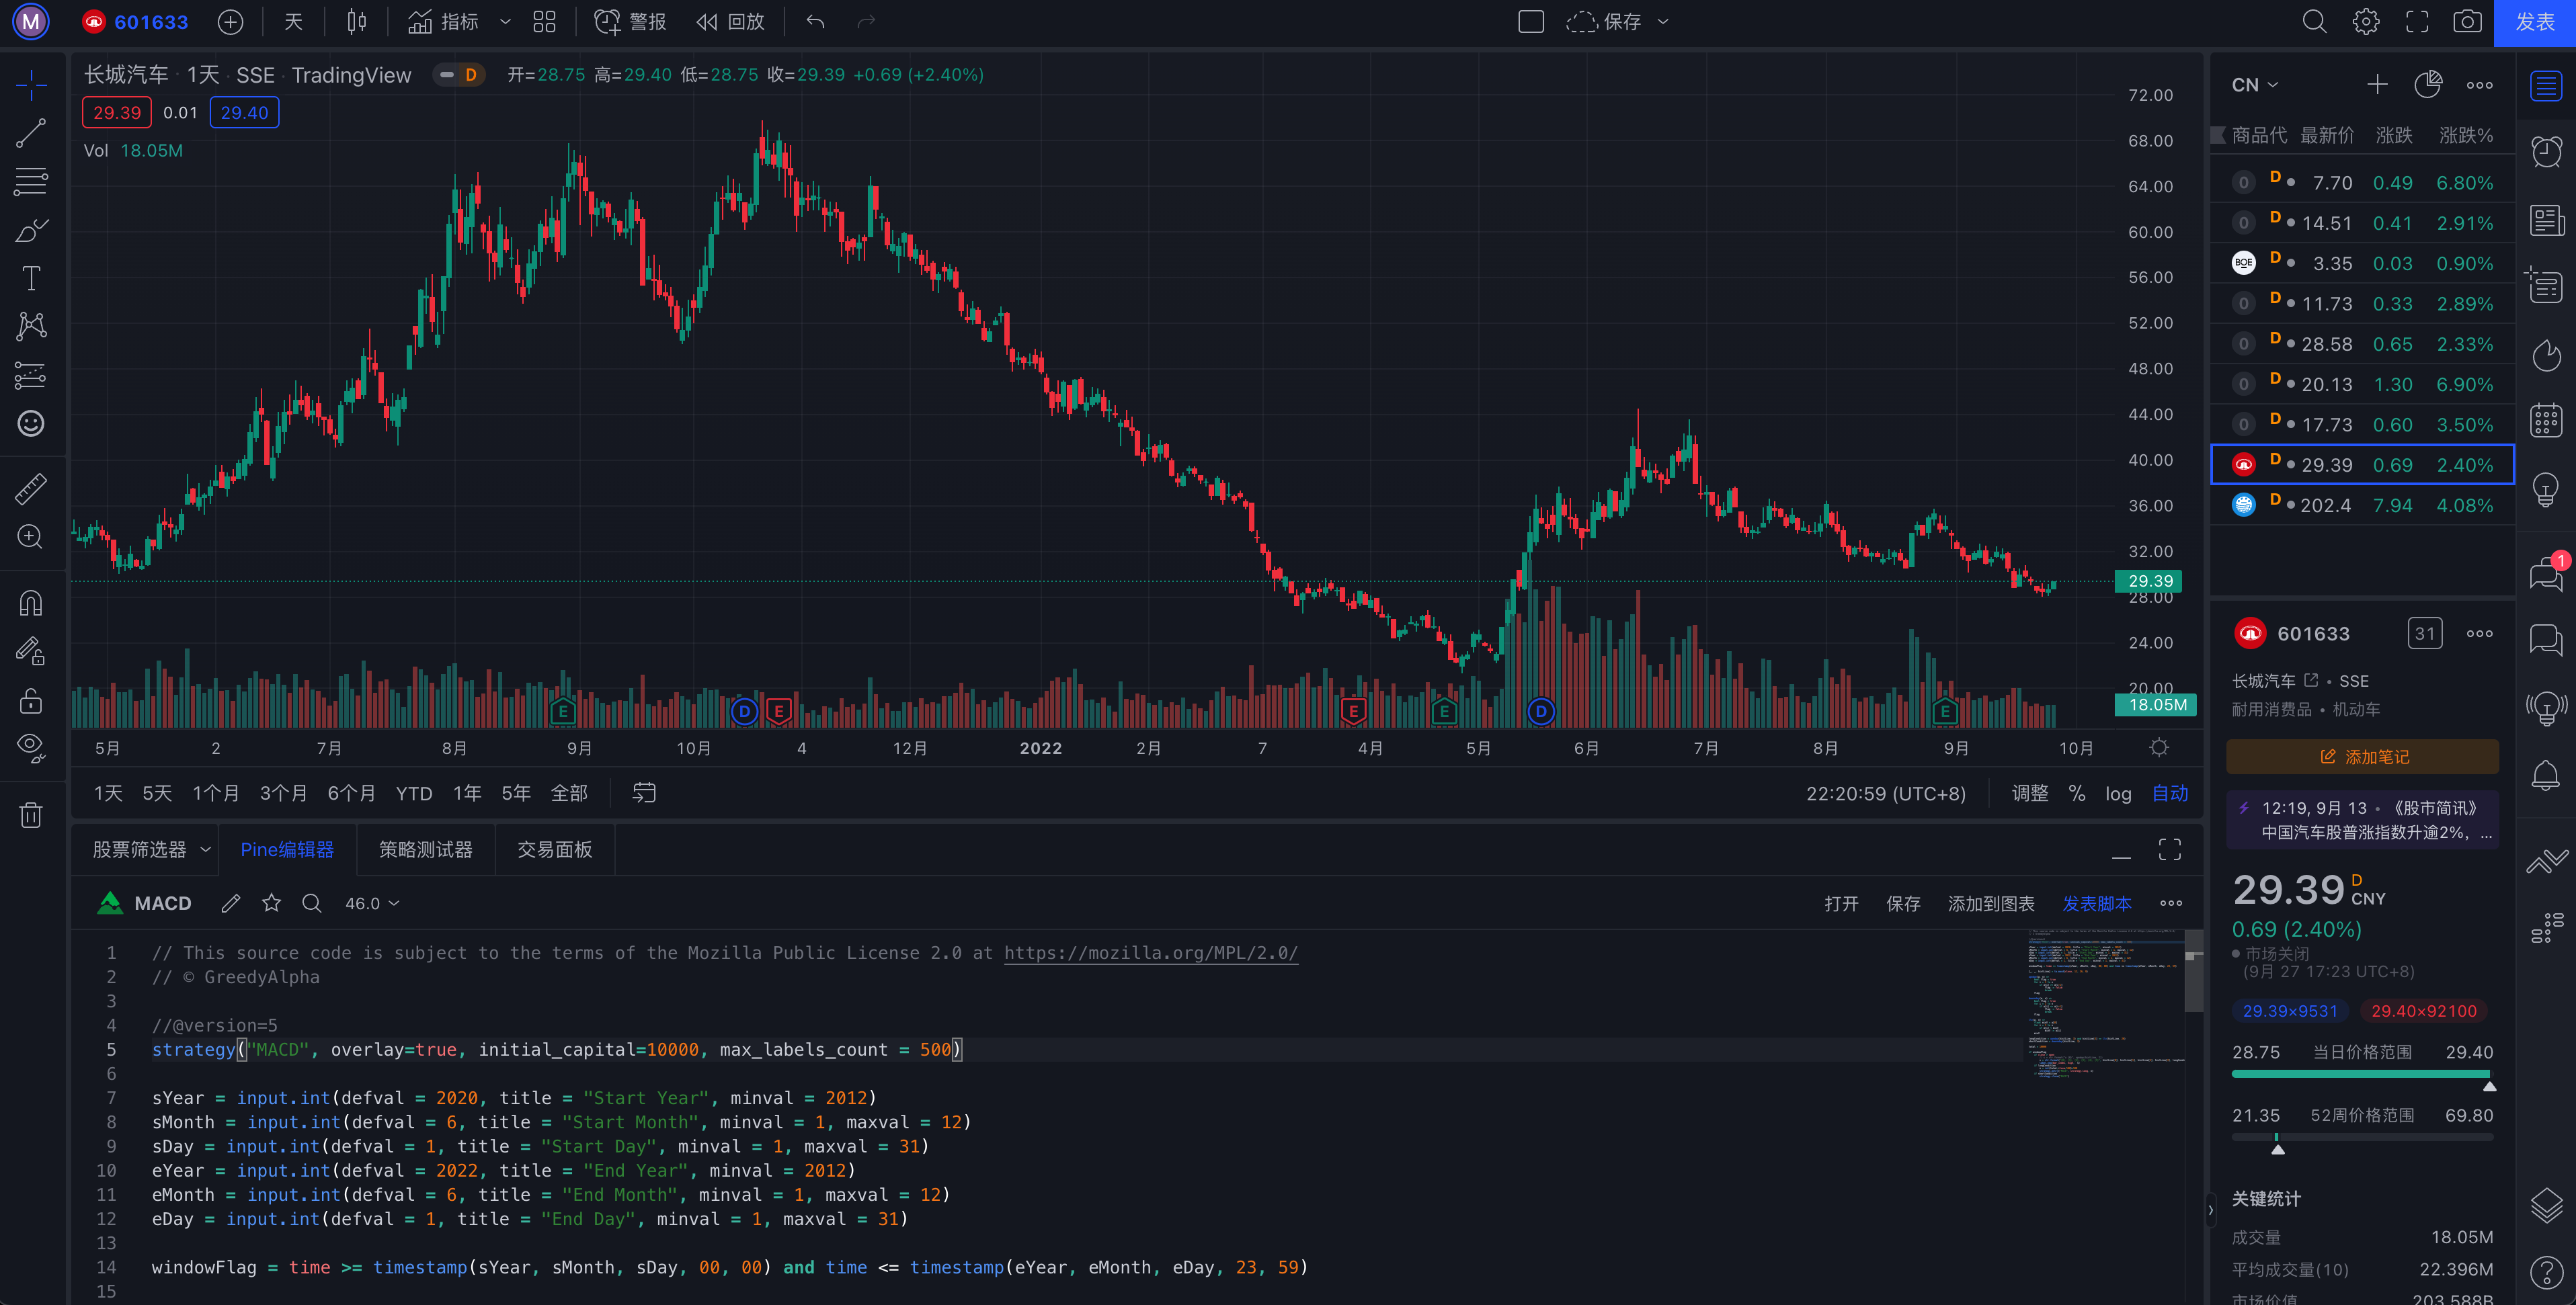 M
601633
天
指标
警报
回放
保存
发表
长城汽车 · 1天 · SSE · TradingView
D
开=28.75 高=29.40 低=28.75 收=29.39 +0.69 (+2.40%)
29.39 0.01 29.40
Vol 18.05M
72.00
68.00
64.00
60.00
56.00
52.00
48.00
44.00
40.00
36.00
32.00
29.39
28.00
24.00
20.00
18.05M
E D E E E D E
5月 2 7月 8月 9月 10月 4 12月 2022 2月 7 4月 5月 6月 7月 8月 9月 10月
1天 5天 1个月 3个月 6个月 YTD 1年 5年 全部
22:20:59 (UTC+8) 调整 % log 自动
股票筛选器 Pine编辑器 策略测试器 交易面板
MACD 46.0
打开 保存 添加到图表 发表脚本
1 // This source code is subject to the terms of the Mozilla Public License 2.0 at https://mozilla.org/MPL/2.0/
2 // © GreedyAlpha
3
4 //@version=5
5 strategy("MACD", overlay=true, initial_capital=10000, max_labels_count = 500)
6
7 sYear = input.int(defval = 2020, title = "Start Year", minval = 2012)
8 sMonth = input.int(defval = 6, title = "Start Month", minval = 1, maxval = 12)
9 sDay = input.int(defval = 1, title = "Start Day", minval = 1, maxval = 31)
10 eYear = input.int(defval = 2022, title = "End Year", minval = 2012)
11 eMonth = input.int(defval = 6, title = "End Month", minval = 1, maxval = 12)
12 eDay = input.int(defval = 1, title = "End Day", minval = 1, maxval = 31)
13
14 windowFlag = time >= timestamp(sYear, sMonth, sDay, 00, 00) and time <= timestamp(eYear, eMonth, eDay, 23, 59)
15
CN
商品代 最新价 涨跌 涨跌%
0 D 7.70 0.49 6.80%
0 D 14.51 0.41 2.91%
BOE D 3.35 0.03 0.90%
0 D 11.73 0.33 2.89%
0 D 28.58 0.65 2.33%
0 D 20.13 1.30 6.90%
0 D 17.73 0.60 3.50%
D 29.39 0.69 2.40%
D 202.4 7.94 4.08%
601633 31
长城汽车 • SSE
耐用消费品 • 机动车
添加笔记
12:19, 9月 13 • 《股市简讯》
中国汽车股普涨指数升逾2%，...
29.39 D CNY
0.69 (2.40%)
市场关闭
(9月 27 17:23 UTC+8)
29.39×9531 29.40×92100
28.75 当日价格范围 29.40
21.35 52周价格范围 69.80
关键统计
成交量 18.05M
平均成交量(10) 22.396M
市场价值 203.588B
1